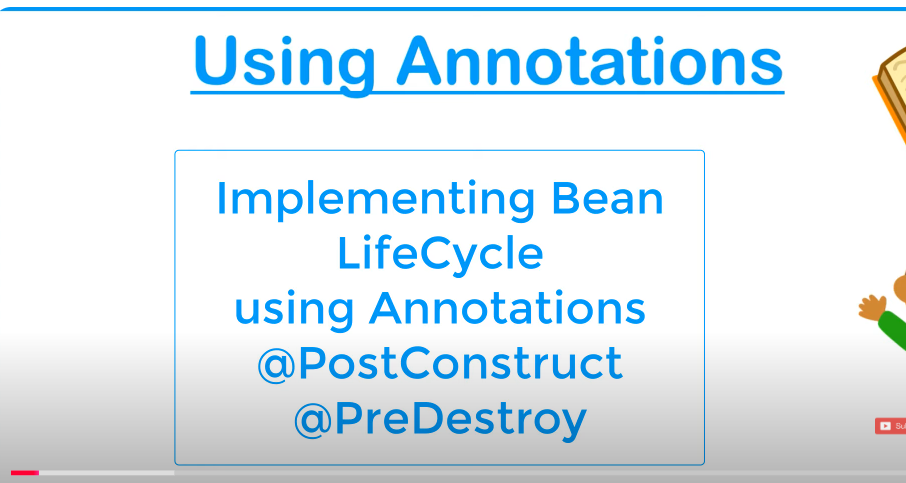 Using Annotations
Implementing Bean
LifeCycle
using Annotations
@PostConstruct
@PreDestroy